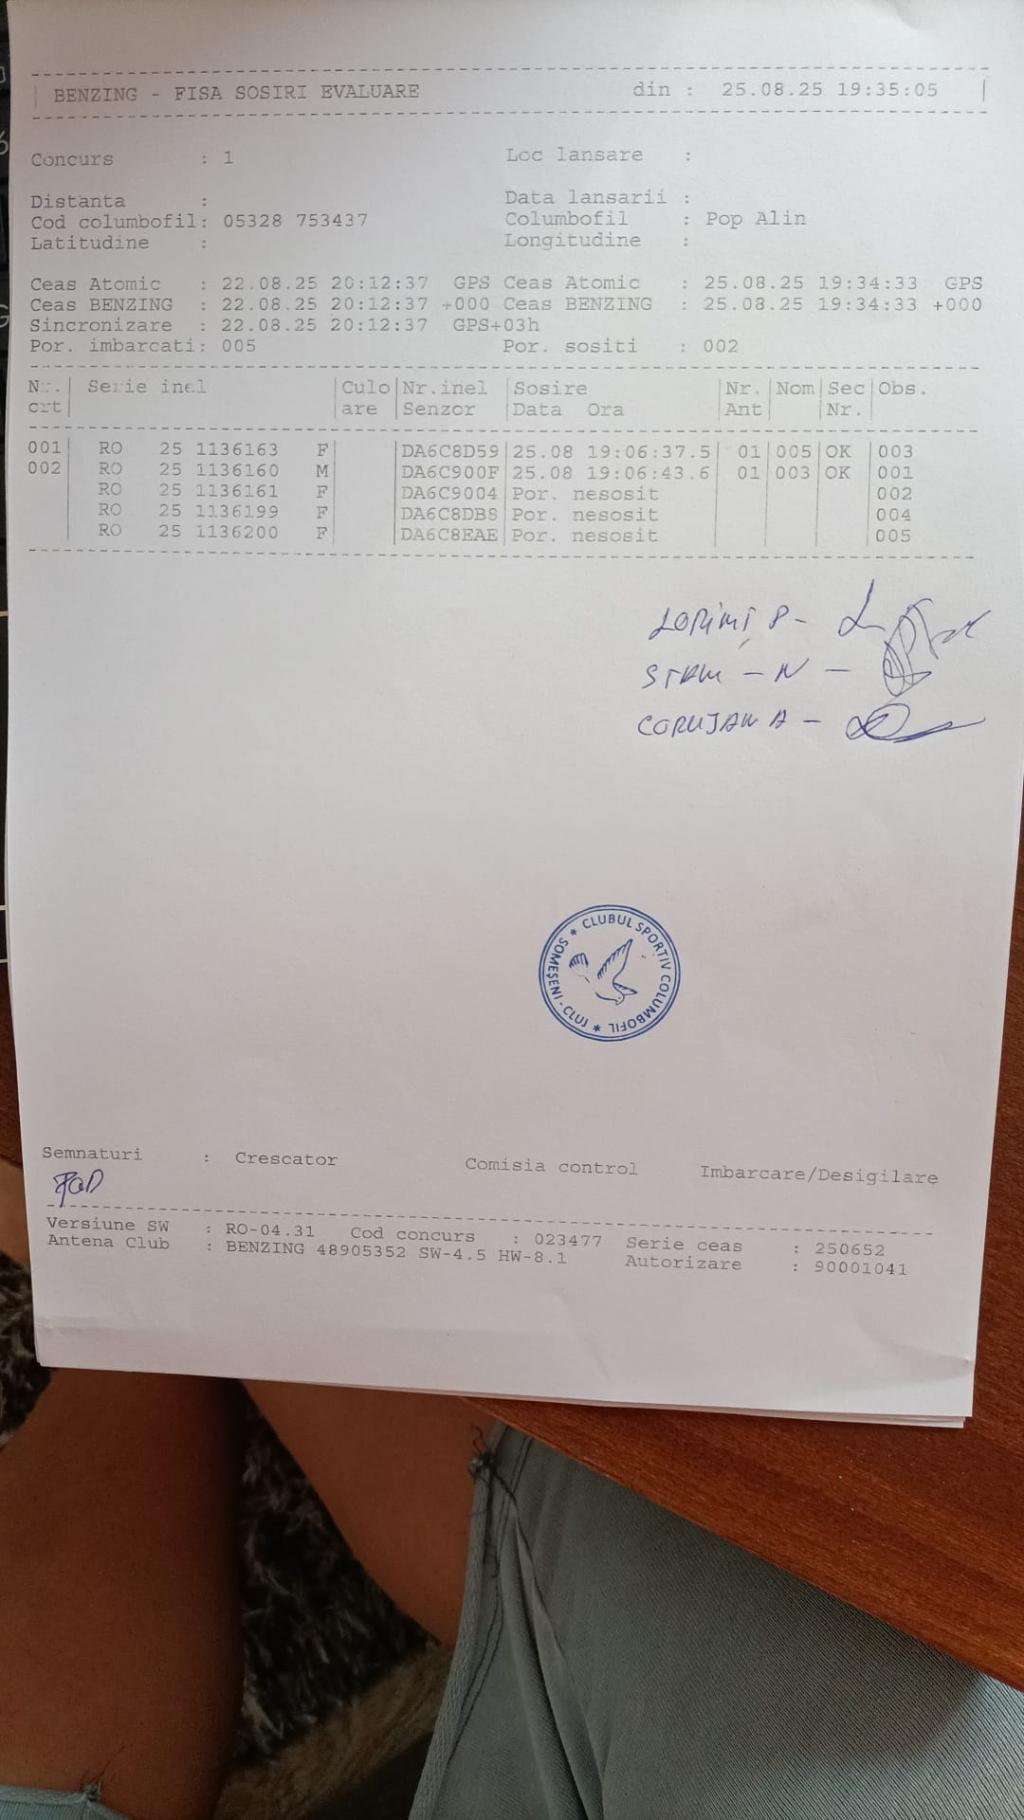 BENZING - FISA SOSIRI EVALUARE din : 25.08.25 19:35:05
Concurs : 1 Loc lansare :
Distanta : Data lansarii :
Cod columbofil: 05328 753437 Columbofil : Pop Alin
Latitudine : Longitudine :
Ceas Atomic : 22.08.25 20:12:37 GPS Ceas Atomic : 25.08.25 19:34:33 GPS
Ceas BENZING : 22.08.25 20:12:37 +000 Ceas BENZING : 25.08.25 19:34:33 +000
Sincronizare : 22.08.25 20:12:37 GPS+03h
Por. imbarcati: 005 Por. sositi : 002
Nr. Serie inel Culo Nr.inel Sosire Nr. Nom Sec Obs.
crt are Senzor Data Ora Ant Nr.
001 RO 25 1136163 F DA6C8D59 25.08 19:06:37.5 01 005 OK 003
002 RO 25 1136160 M DA6C900F 25.08 19:06:43.6 01 003 OK 001
RO 25 1136161 F DA6C9004 Por. nesosit 002
RO 25 1136199 F DA6C8DB8 Por. nesosit 004
RO 25 1136200 F DA6C8EAE Por. nesosit 005
P -
- N -
CORUJAN A -
CLUBUL SPORTIV COLUMBOFIL * SOMEȘENI - CLUJ *
Semnaturi : Crescator Comisia control Imbarcare/Desigilare
Versiune SW : RO-04.31 Cod concurs : 023477 Serie ceas : 250652
Antena Club : BENZING 48905352 SW-4.5 HW-8.1 Autorizare : 90001041